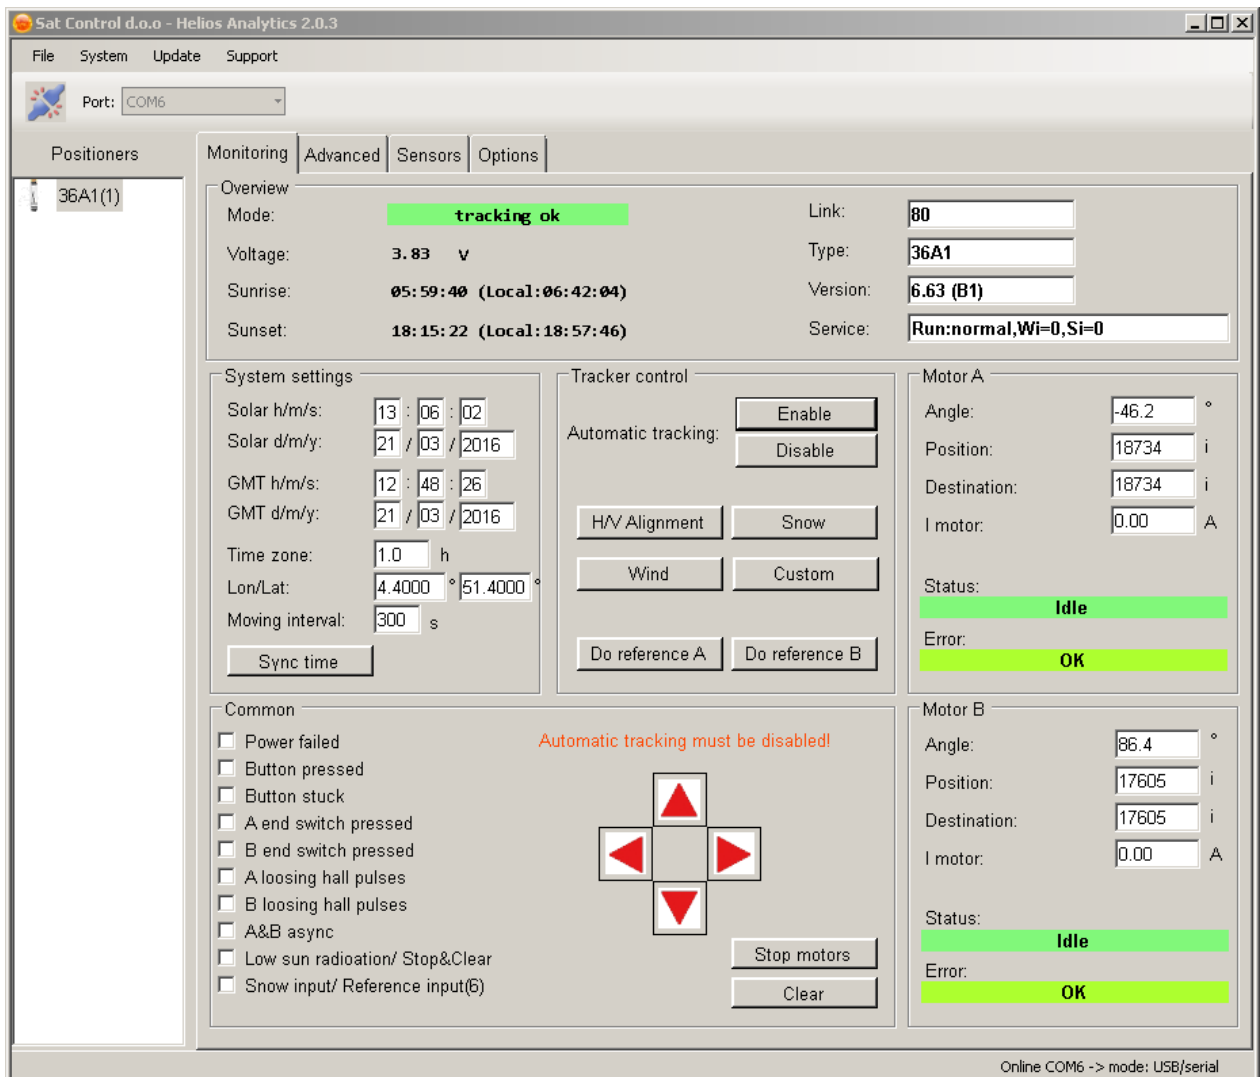 Sat Control d.o.o - Helios Analytics 2.0.3
File System Update Support
Port: COM6
Positioners
36A1(1)
Monitoring Advanced Sensors Options
Overview
Mode: tracking ok
Voltage: 3.83 V
Sunrise: 05:59:40 (Local:06:42:04)
Sunset: 18:15:22 (Local:18:57:46)
Link: 80
Type: 36A1
Version: 6.63 (B1)
Service: Run:normal,Wi=0,Si=0
System settings
Solar h/m/s: 13 : 06 : 02
Solar d/m/y: 21 / 03 / 2016
GMT h/m/s: 12 : 48 : 26
GMT d/m/y: 21 / 03 / 2016
Time zone: 1.0 h
Lon/Lat: 4.4000 ° 51.4000 °
Moving interval: 300 s
Sync time
Tracker control
Automatic tracking: Enable
Disable
H/V Alignment Snow
Wind Custom
Do reference A Do reference B
Motor A
Angle: -46.2 °
Position: 18734 i
Destination: 18734 i
I motor: 0.00 A
Status:
Idle
Error:
OK
Common
Power failed
Button pressed
Button stuck
A end switch pressed
B end switch pressed
A loosing hall pulses
B loosing hall pulses
A&B async
Low sun radioation/ Stop&Clear
Snow input/ Reference input(6)
Automatic tracking must be disabled!
Stop motors
Clear
Motor B
Angle: 86.4 °
Position: 17605 i
Destination: 17605 i
I motor: 0.00 A
Status:
Idle
Error:
OK
Online COM6 -> mode: USB/serial